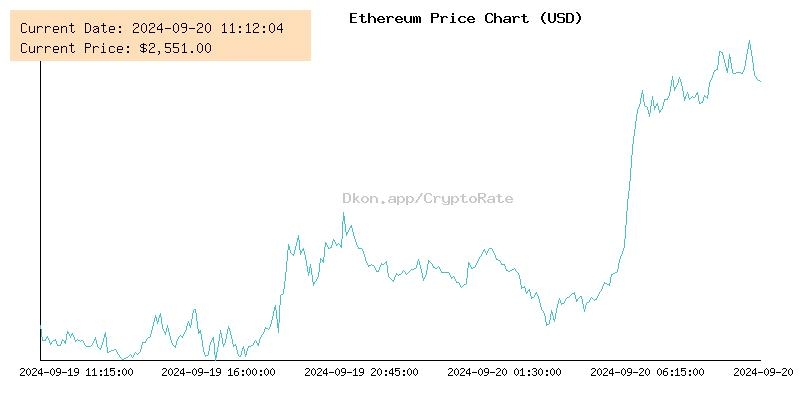 Ethereum Price Chart (USD)
Current Date: 2024-09-20 11:12:04
Current Price: $2,551.00
Dkon.app/CryptoRate
2024-09-19 11:15:00
2024-09-19 16:00:00
2024-09-19 20:45:00
2024-09-20 01:30:00
2024-09-20 06:15:00
2024-09-20